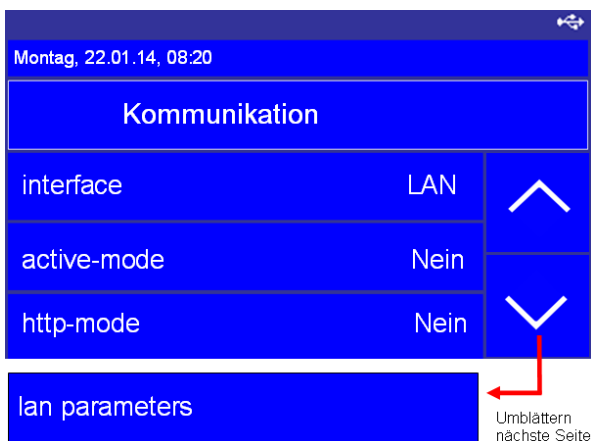 Montag, 22.01.14, 08:20
Kommunikation
interface LAN
active-mode Nein
http-mode Nein
lan parameters
Umblättern
nächste Seite